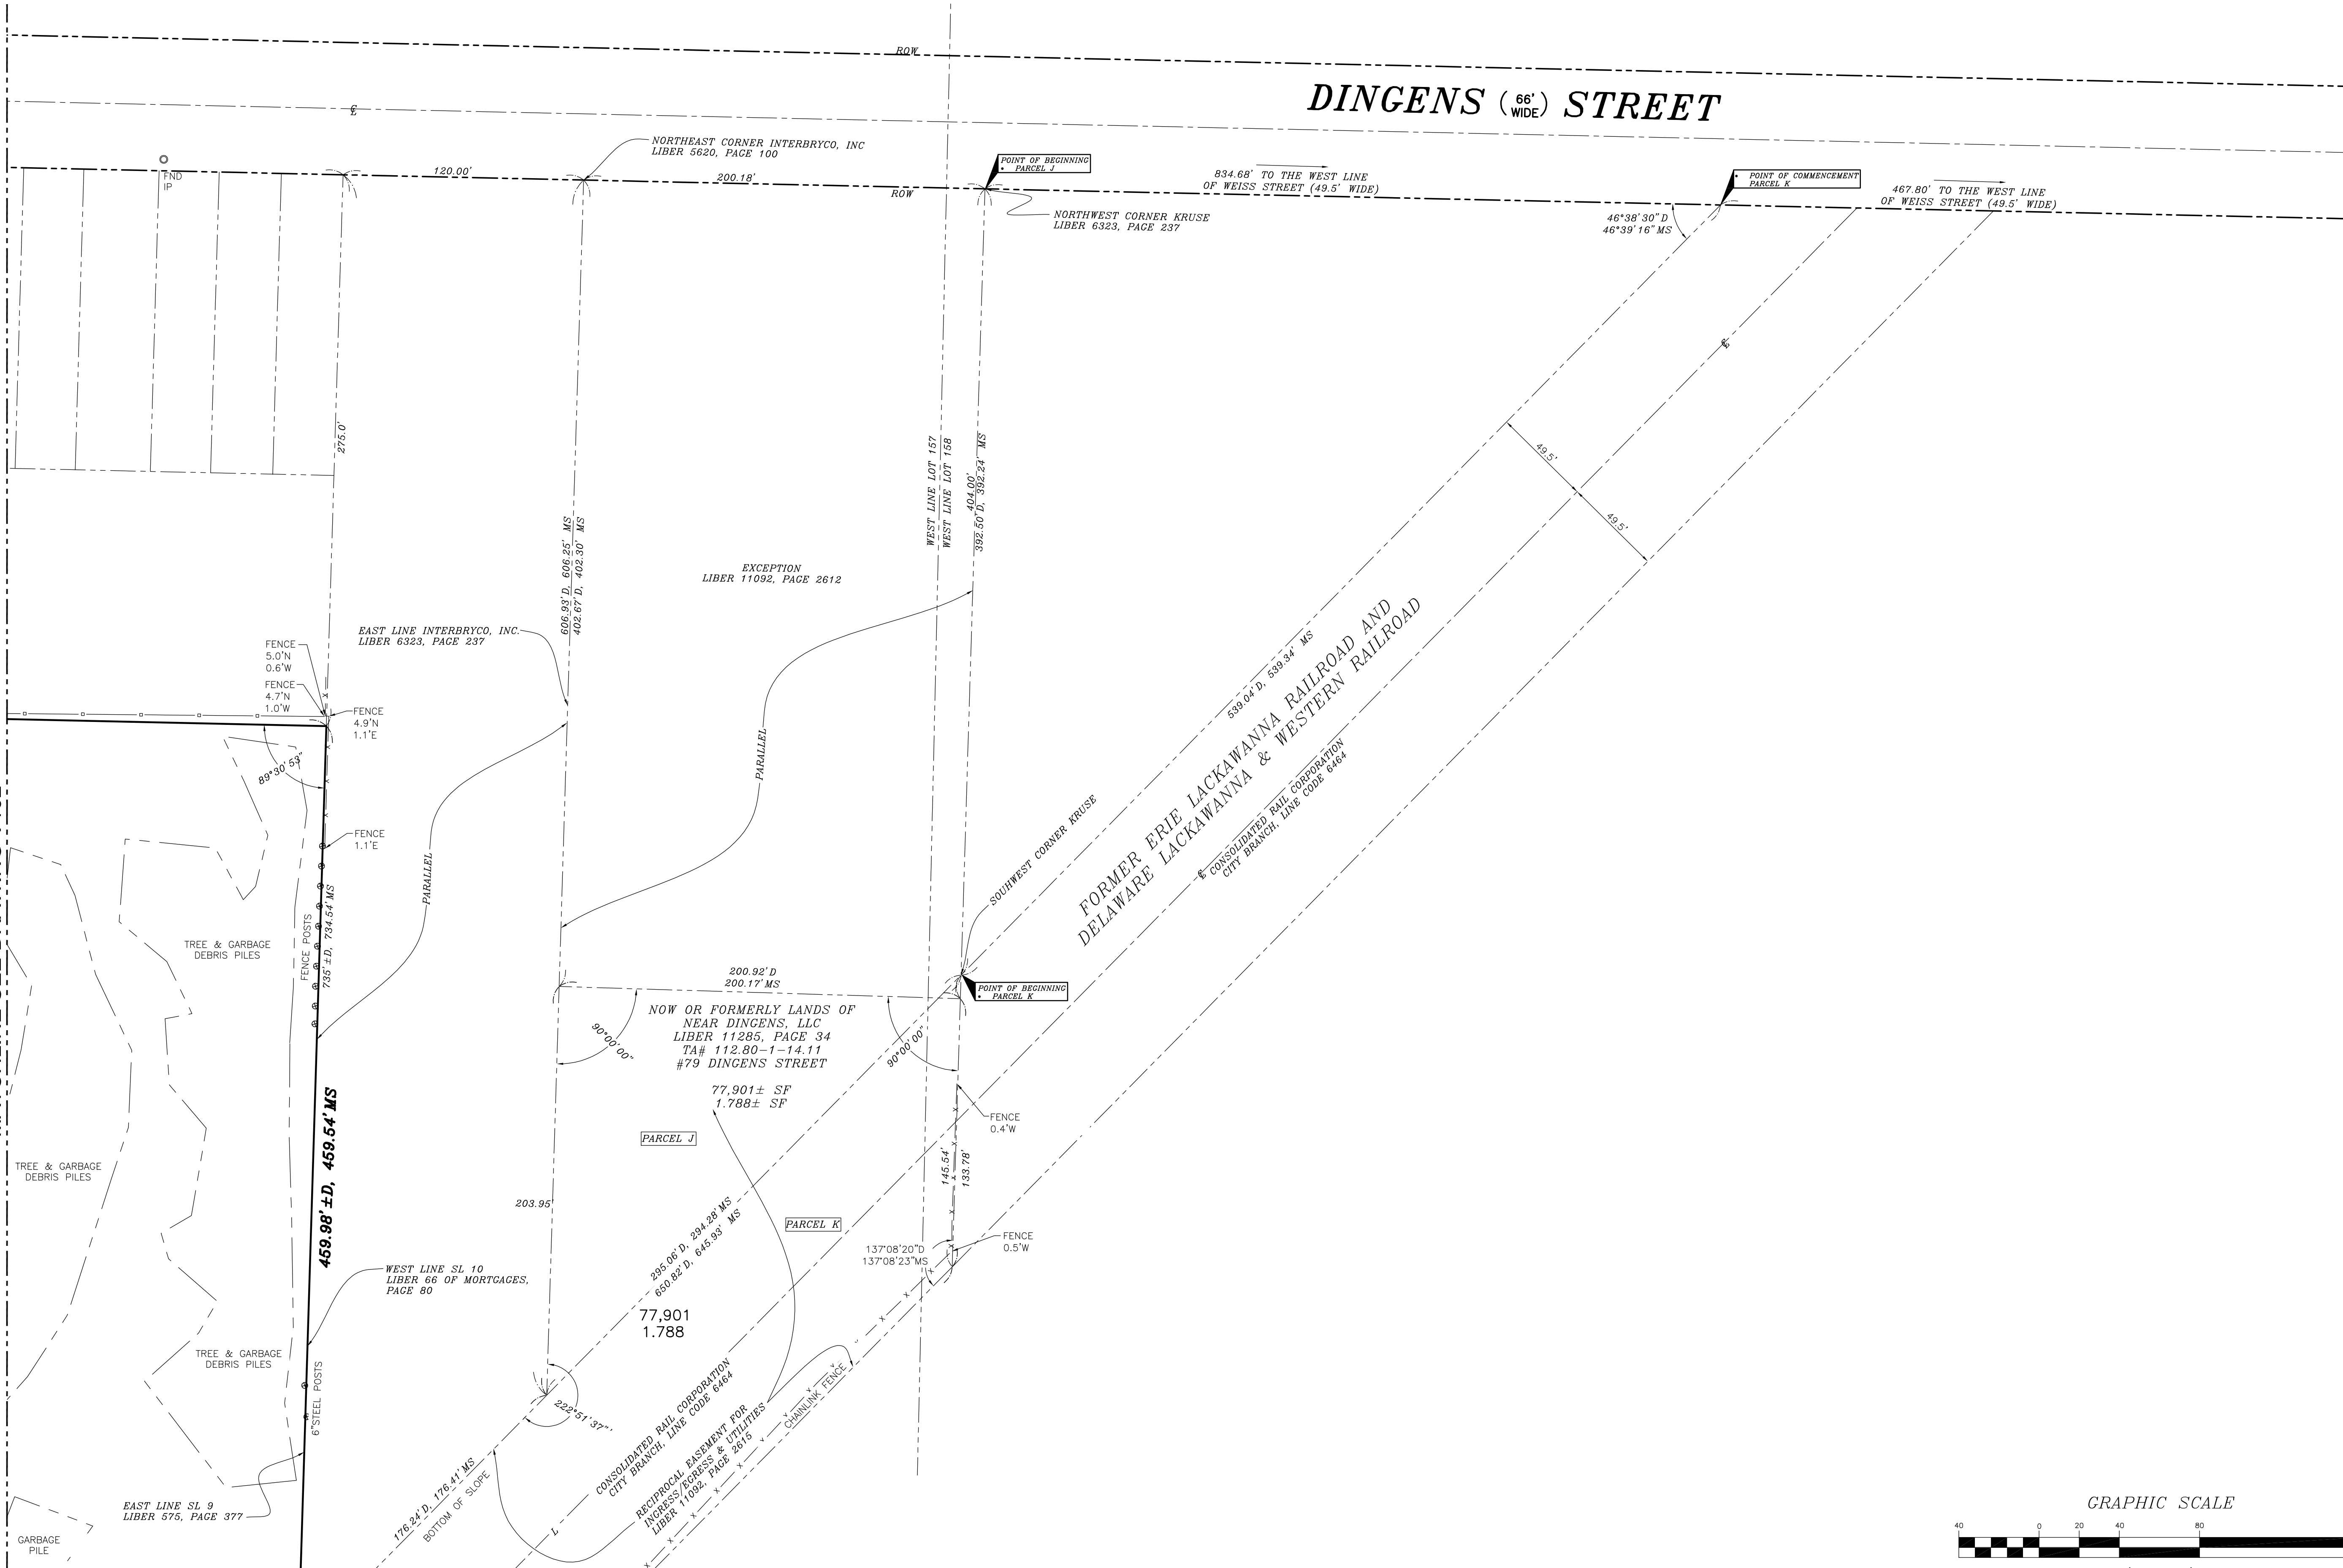 ROW
DINGENS ( 66' WIDE ) STREET
℄
FND
IP
NORTHEAST CORNER INTERBRYCO, INC
LIBER 5620, PAGE 100
120.00'
200.18'
POINT OF BEGINNING
• PARCEL J
ROW
834.68' TO THE WEST LINE
OF WEISS STREET (49.5' WIDE)
• POINT OF COMMENCEMENT
PARCEL K
467.80' TO THE WEST LINE
OF WEISS STREET (49.5' WIDE)
NORTHWEST CORNER KRUSE
LIBER 6323, PAGE 237
46°38'30" D
46°39'16" MS
℄
275.0'
49.5'
49.5'
WEST LINE LOT 157
WEST LINE LOT 158
404.00'
392.50' D, 392.24' MS
606.93' D, 606.25' MS
402.67' D, 402.30' MS
EXCEPTION
LIBER 11092, PAGE 2612
EAST LINE INTERBRYCO, INC.
LIBER 6323, PAGE 237
FENCE
5.0'N
0.6'W
FENCE
4.7'N
1.0'W
FENCE
4.9'N
1.1'E
89°30'53"
PARALLEL
PARALLEL
539.04' D, 539.34' MS
FORMER ERIE LACKAWANNA RAILROAD AND
DELAWARE LACKAWANNA & WESTERN RAILROAD
℄ CONSOLIDATED RAIL CORPORATION
CITY BRANCH, LINE CODE 6464
SOUHWEST CORNER KRUSE
FENCE
1.1'E
FENCE POSTS
735'±D, 734.54' MS
TREE & GARBAGE
DEBRIS PILES
200.92' D
200.17' MS
POINT OF BEGINNING
• PARCEL K
NOW OR FORMERLY LANDS OF
NEAR DINGENS, LLC
LIBER 11285, PAGE 34
TA# 112.80-1-14.11
#79 DINGENS STREET
77,901± SF
1.788± SF
90°00'00"
90°00'00"
FENCE
0.4'W
PARCEL J
459.98'±D, 459.54' MS
TREE & GARBAGE
DEBRIS PILES
145.54'
133.78'
203.95'
PARCEL K
295.06' D, 294.28' MS
650.82' D, 645.93' MS
137°08'20"D
137°08'23"MS
FENCE
0.5'W
WEST LINE SL 10
LIBER 66 OF MORTGAGES,
PAGE 80
77,901
1.788
TREE & GARBAGE
DEBRIS PILES
6"STEEL POSTS
222°51'37"
CONSOLIDATED RAIL CORPORATION
CITY BRANCH, LINE CODE 6464
RECIPROCAL EASEMENT FOR
INGRESS/EGRESS & UTILITIES
LIBER 11092, PAGE 2615
CHAINLINK FENCE
176.24' D, 176.41' MS
BOTTOM OF SLOPE
L
EAST LINE SL 9
LIBER 575, PAGE 377
GARBAGE
PILE
GRAPHIC SCALE
40 0 20 40 80